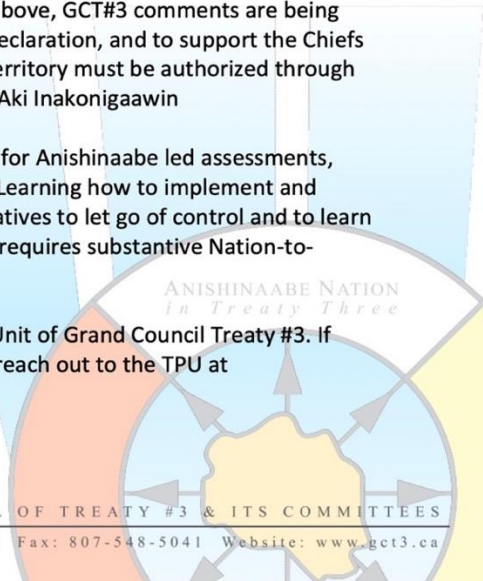 bove, GCT#3 comments are being
eclaration, and to support the Chiefs
erritory must be authorized through
Aki Inakonigaawin
for Anishinaabe led assessments,
Learning how to implement and
atives to let go of control and to learn
requires substantive Nation-to-
ANISHINAABE NATION
in Treaty Three
Unit of Grand Council Treaty #3. If
reach out to the TPU at
OF TREATY #3 & ITS COMMITTEES
Fax: 807-548-5041 Website: www.gct3.ca